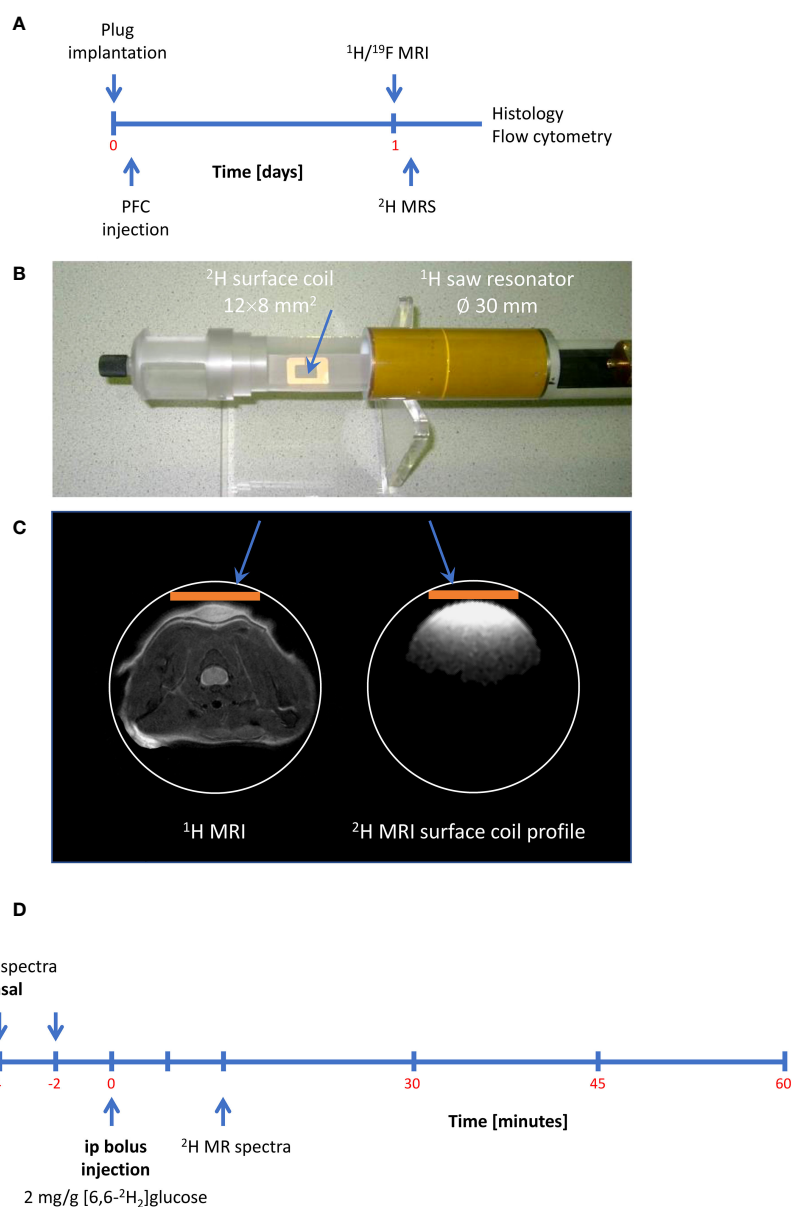 A
Plug
implantation
¹H/¹⁹F MRI
Histology
Flow cytometry
0
1
Time [days]
PFC
injection
²H MRS
B
²H surface coil
12×8 mm²
¹H saw resonator
Ø 30 mm
C
¹H MRI
²H MRI surface coil profile
D
spectra
sal
-2
0
30
45
60
Time [minutes]
ip bolus
injection
²H MR spectra
2 mg/g [6,6-²H₂]glucose